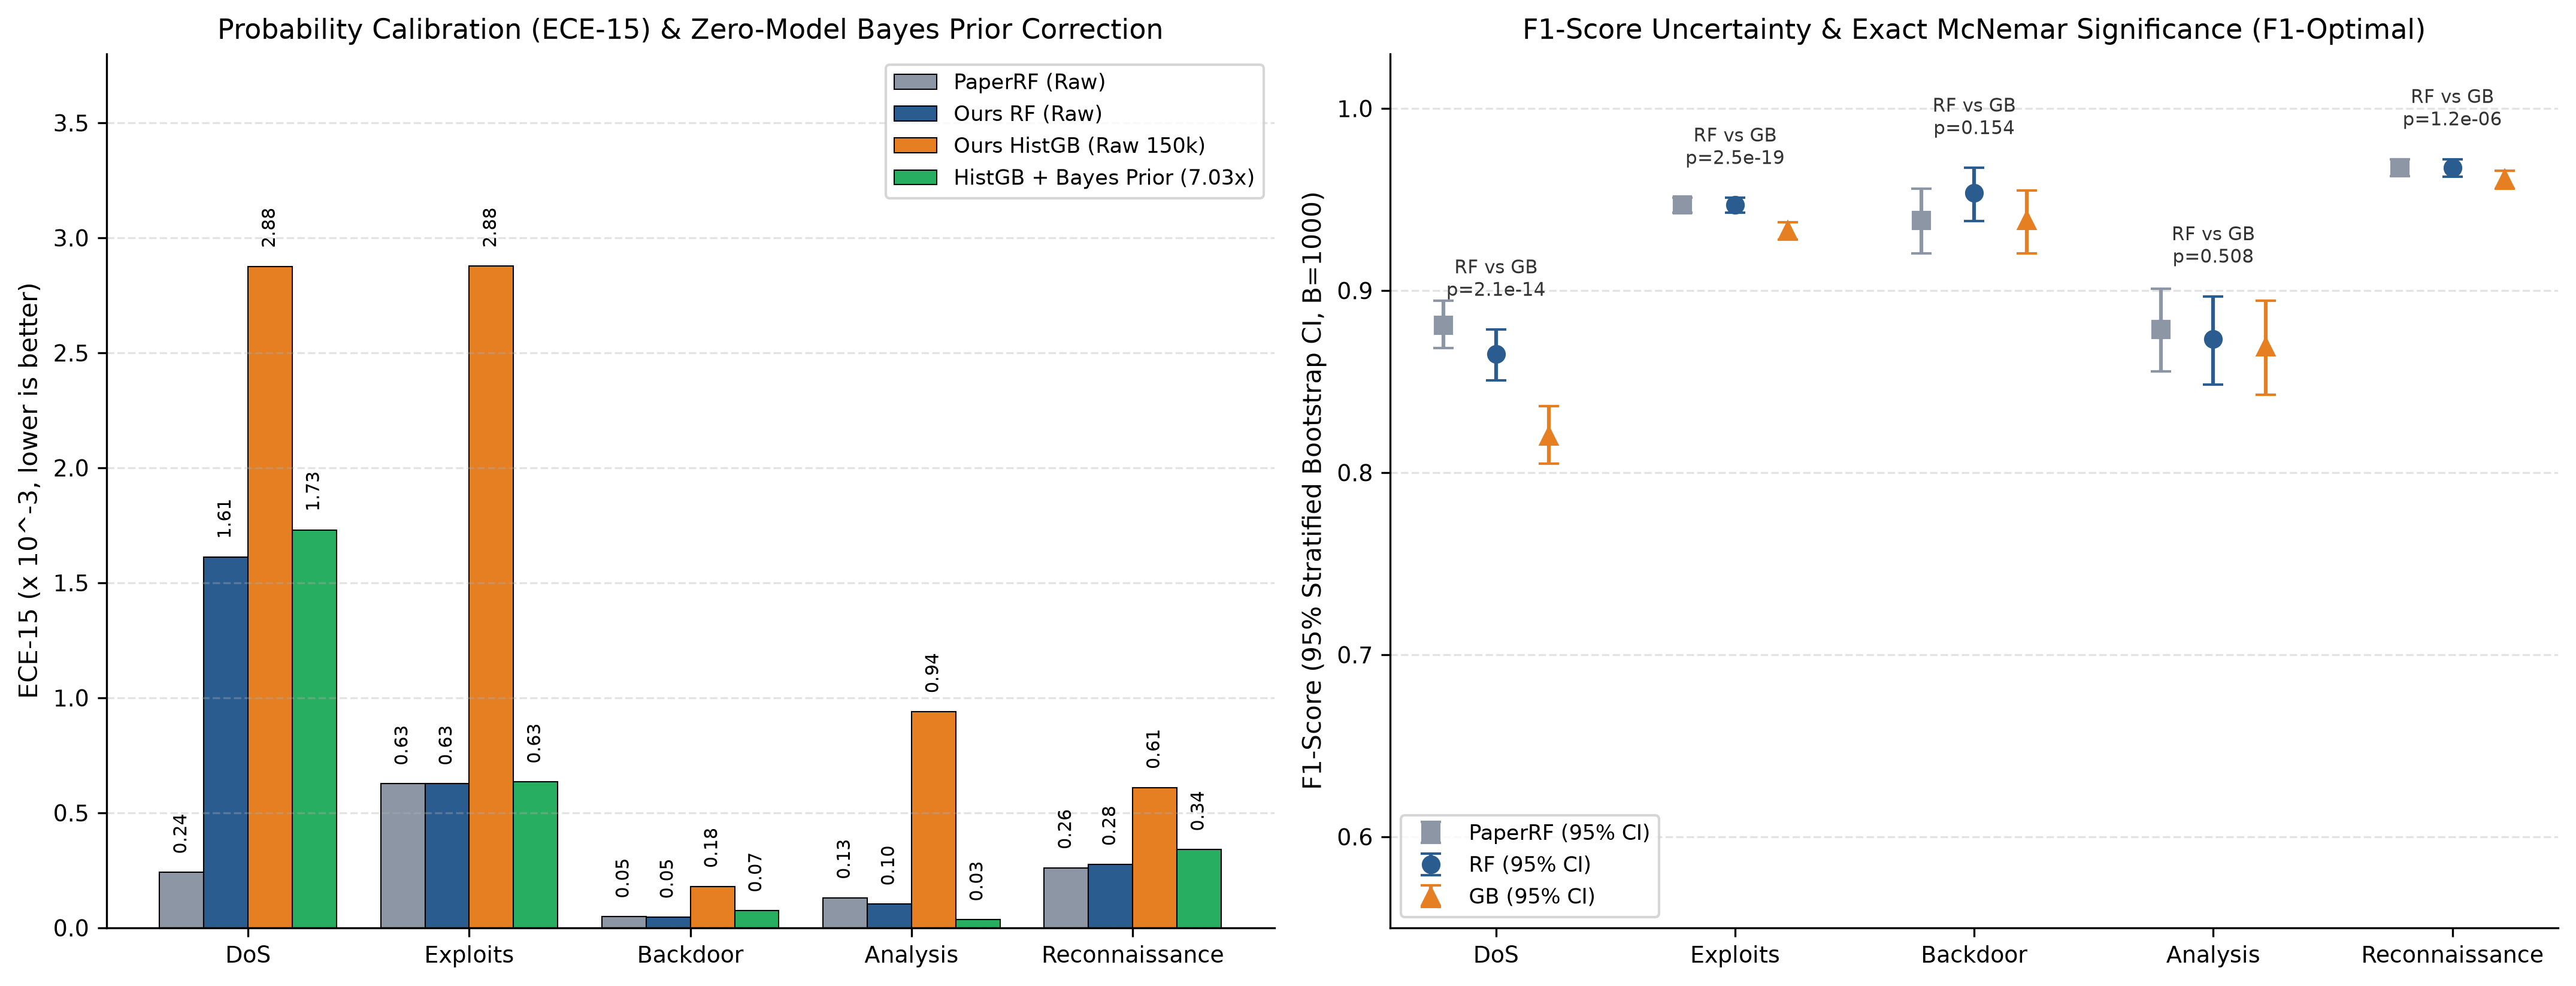 Probability Calibration (ECE-15) & Zero-Model Bayes Prior Correction
ECE-15 (x 10^-3, lower is better)
3.5
3.0
2.5
2.0
1.5
1.0
0.5
0.0
PaperRF (Raw)
Ours RF (Raw)
Ours HistGB (Raw 150k)
HistGB + Bayes Prior (7.03x)
0.24
1.61
2.88
1.73
0.63
0.63
2.88
0.63
0.05
0.05
0.18
0.07
0.13
0.10
0.94
0.03
0.26
0.28
0.61
0.34
DoS
Exploits
Backdoor
Analysis
Reconnaissance
F1-Score Uncertainty & Exact McNemar Significance (F1-Optimal)
F1-Score (95% Stratified Bootstrap CI, B=1000)
1.0
0.9
0.8
0.7
0.6
RF vs GB
p=2.1e-14
RF vs GB
p=2.5e-19
RF vs GB
p=0.154
RF vs GB
p=0.508
RF vs GB
p=1.2e-06
PaperRF (95% CI)
RF (95% CI)
GB (95% CI)
DoS
Exploits
Backdoor
Analysis
Reconnaissance